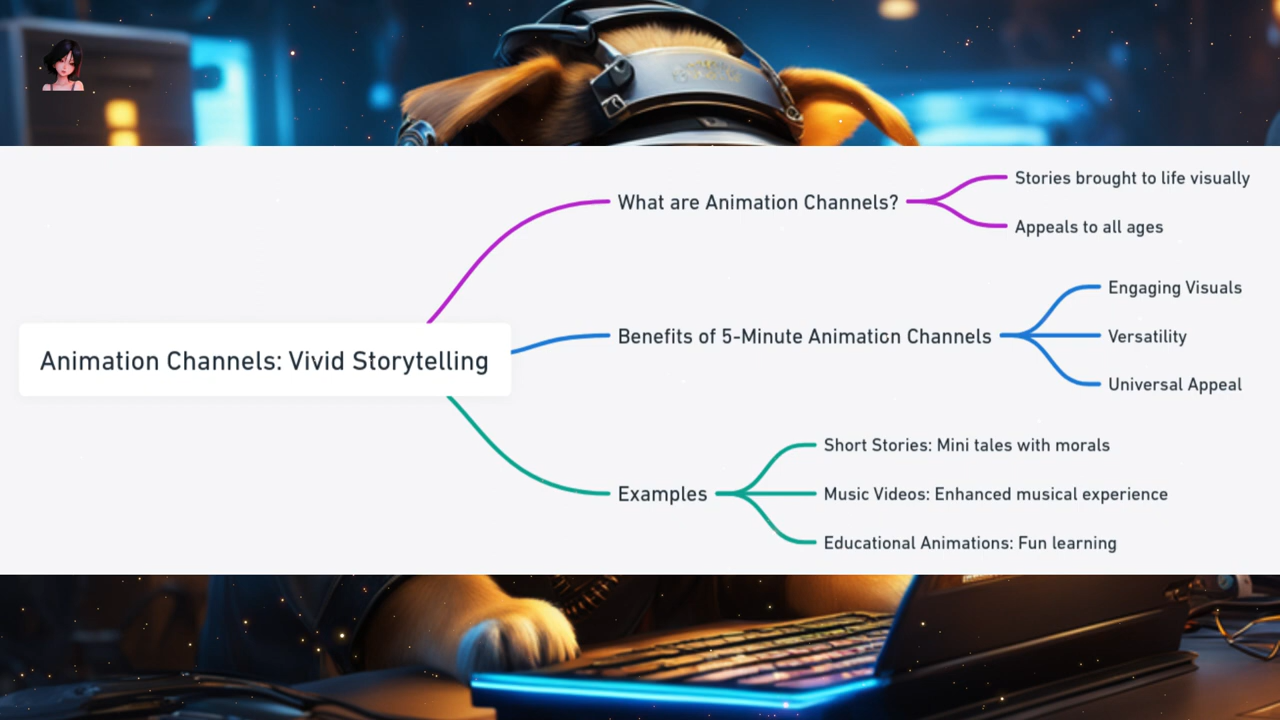 What are Animation Channels?
Stories brought to life visually
Appeals to all ages
Animation Channels: Vivid Storytelling
Benefits of 5-Minute Animation Channels
Engaging Visuals
Versatility
Universal Appeal
Examples
Short Stories: Mini tales with morals
Music Videos: Enhanced musical experience
Educational Animations: Fun learning